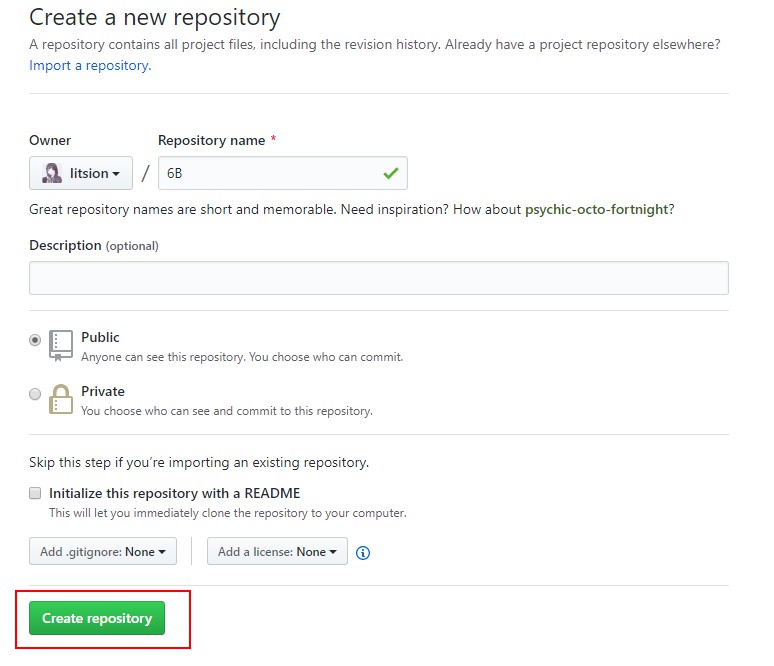 Create a new repository
A repository contains all project files, including the revision history. Already have a project repository elsewhere?
Import a repository.
Owner
Repository name *
litsion / 6B
Great repository names are short and memorable. Need inspiration? How about psychic-octo-fortnight?
Description (optional)
Public
Anyone can see this repository. You choose who can commit.
Private
You choose who can see and commit to this repository.
Skip this step if you’re importing an existing repository.
Initialize this repository with a README
This will let you immediately clone the repository to your computer.
Add .gitignore: None
Add a license: None
Create repository